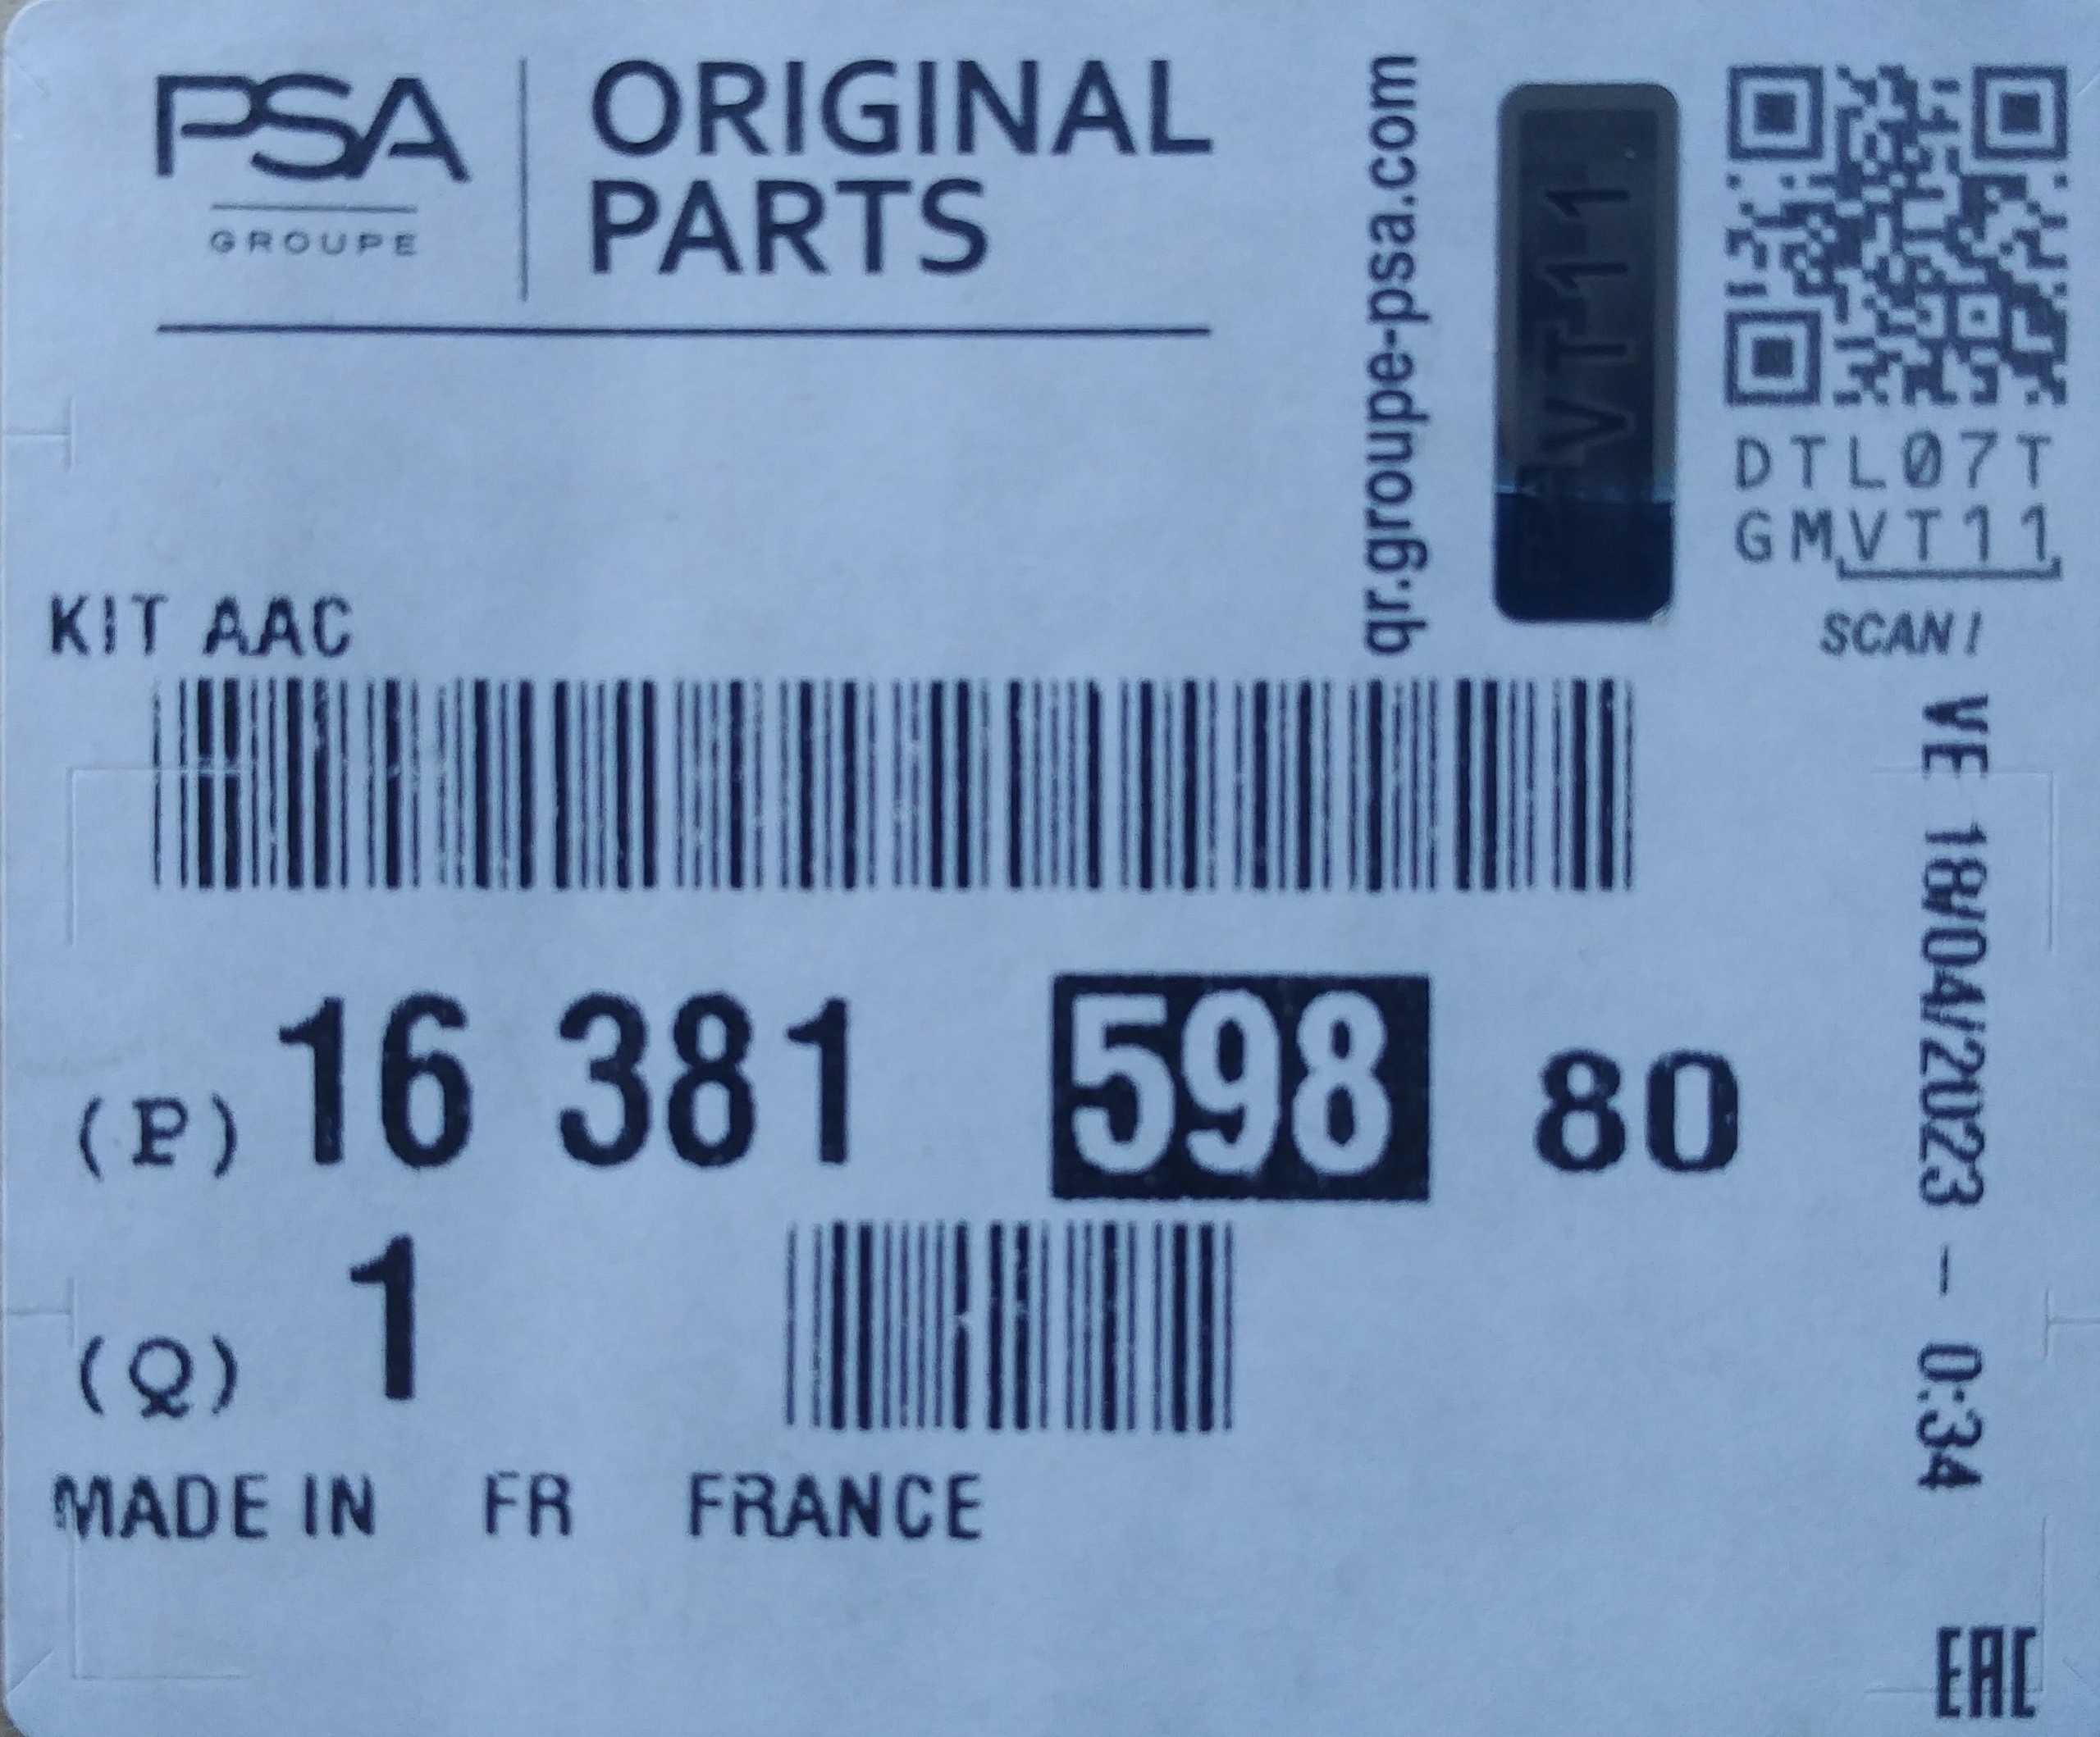 PSA
GROUPE
ORIGINAL
PARTS
qr.groupe-psa.com
VT11
DTL07T
GMVT11
SCAN!
KIT AAC
VE 18/04/2023 - 0:34
(P) 16 381 598 80
(Q) 1
MADE IN FR FRANCE
EAC